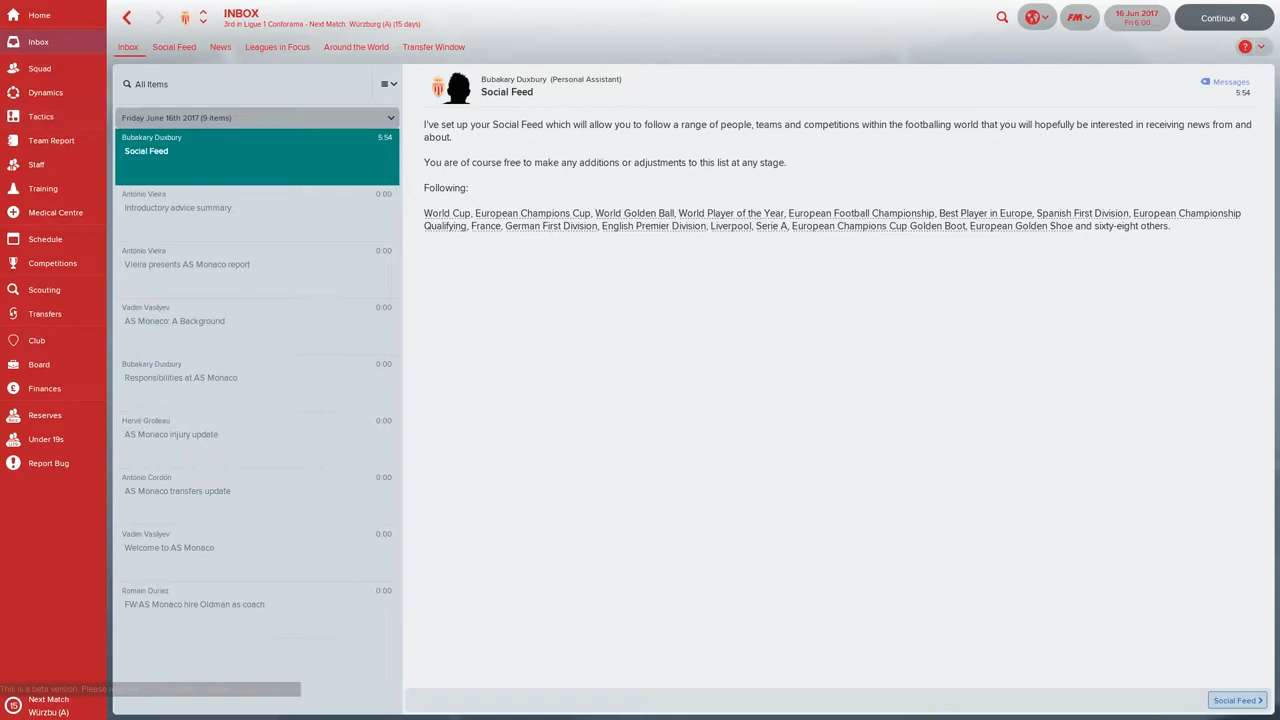 Home
Inbox
Squad
Dynamics
Tactics
Team Report
Staff
Training
Medical Centre
Schedule
Competitions
Scouting
Transfers
Club
Board
Finances
Reserves
Under 19s
Report Bug
This is a beta version. Please
15
Next Match
Würzbu (A)
INBOX
3rd in Ligue 1 Conforama - Next Match: Würzburg (A) (15 days)
FM
16 Jun 2017
Fri 6:00
Continue
Inbox Social Feed News Leagues in Focus Around the World Transfer Window
?
All Items
Friday June 16th 2017 (9 items)
Bubakary Duxbury 5:54
Social Feed
António Vieira 0:00
Introductory advice summary
António Vieira 0:00
Vieira presents AS Monaco report
Vadim Vasilyev 0:00
AS Monaco: A Background
Bubakary Duxbury 0:00
Responsibilities at AS Monaco
Hervé Grolleau 0:00
AS Monaco injury update
Antonio Cordón 0:00
AS Monaco transfers update
Vadim Vasilyev 0:00
Welcome to AS Monaco
Romain Duriez 0:00
FW:AS Monaco hire Oldman as coach
Bubakary Duxbury (Personal Assistant)
Social Feed
Messages
5:54
I've set up your Social Feed which will allow you to follow a range of people, teams and competitions within the footballing world that you will hopefully be interested in receiving news from and
about.
You are of course free to make any additions or adjustments to this list at any stage.
Following:
World Cup, European Champions Cup, World Golden Ball, World Player of the Year, European Football Championship, Best Player in Europe, Spanish First Division, European Championship
Qualifying, France, German First Division, English Premier Division, Liverpool, Serie A, European Champions Cup Golden Boot, European Golden Shoe and sixty-eight others.
Social Feed